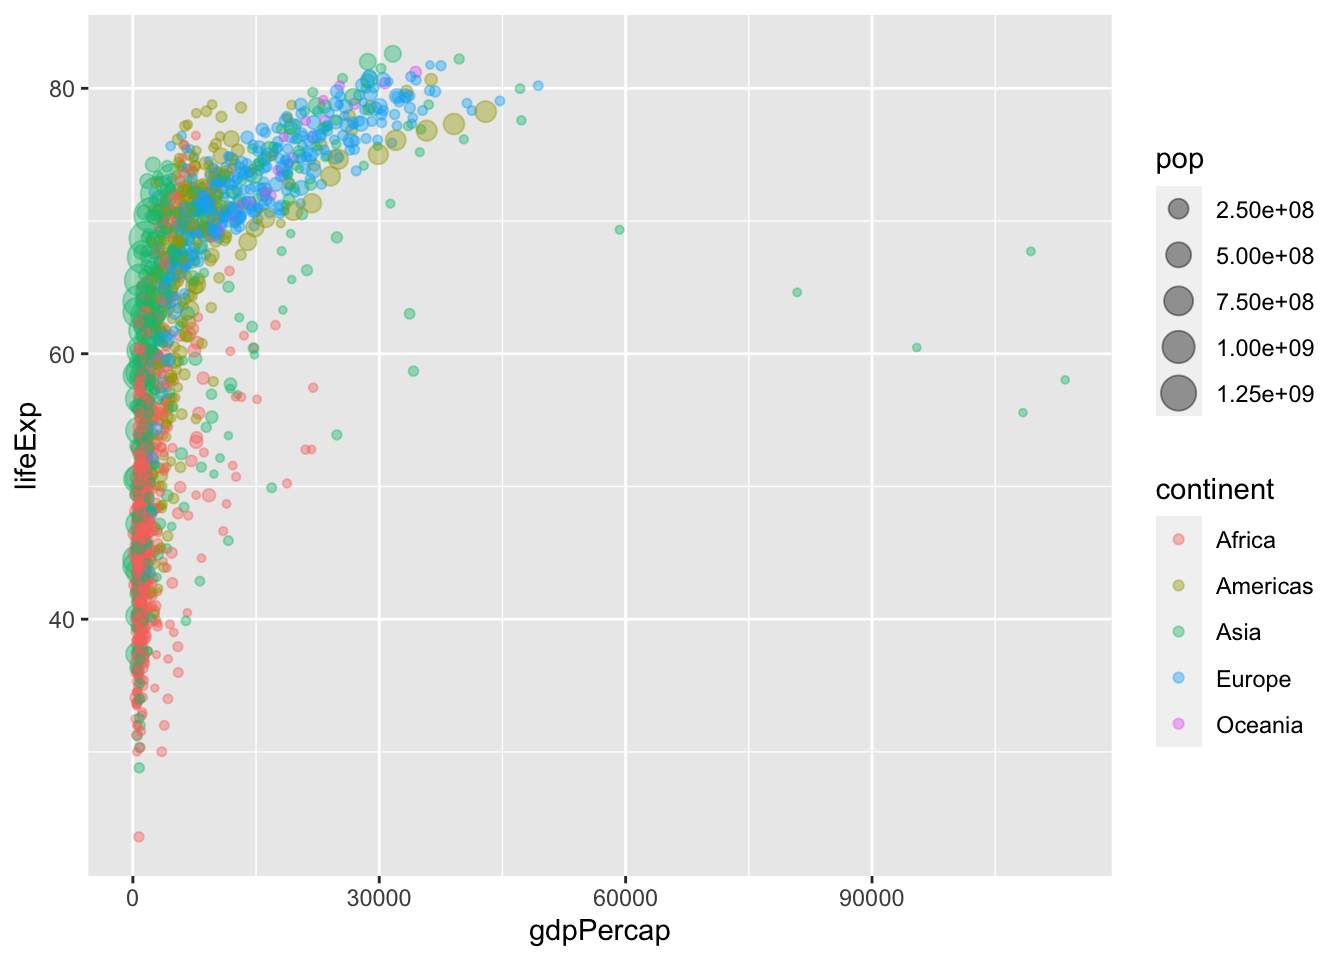 80
60
40
lifeExp
0
30000
60000
90000
gdpPercap
pop
2.50e+08
5.00e+08
7.50e+08
1.00e+09
1.25e+09
continent
Africa
Americas
Asia
Europe
Oceania